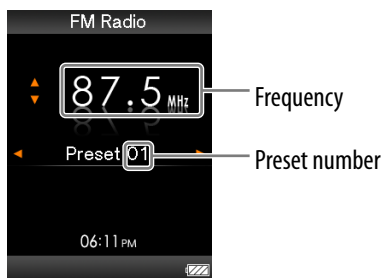 FM Radio
87.5 MHz
Frequency
Preset 01
Preset number
06:11 PM